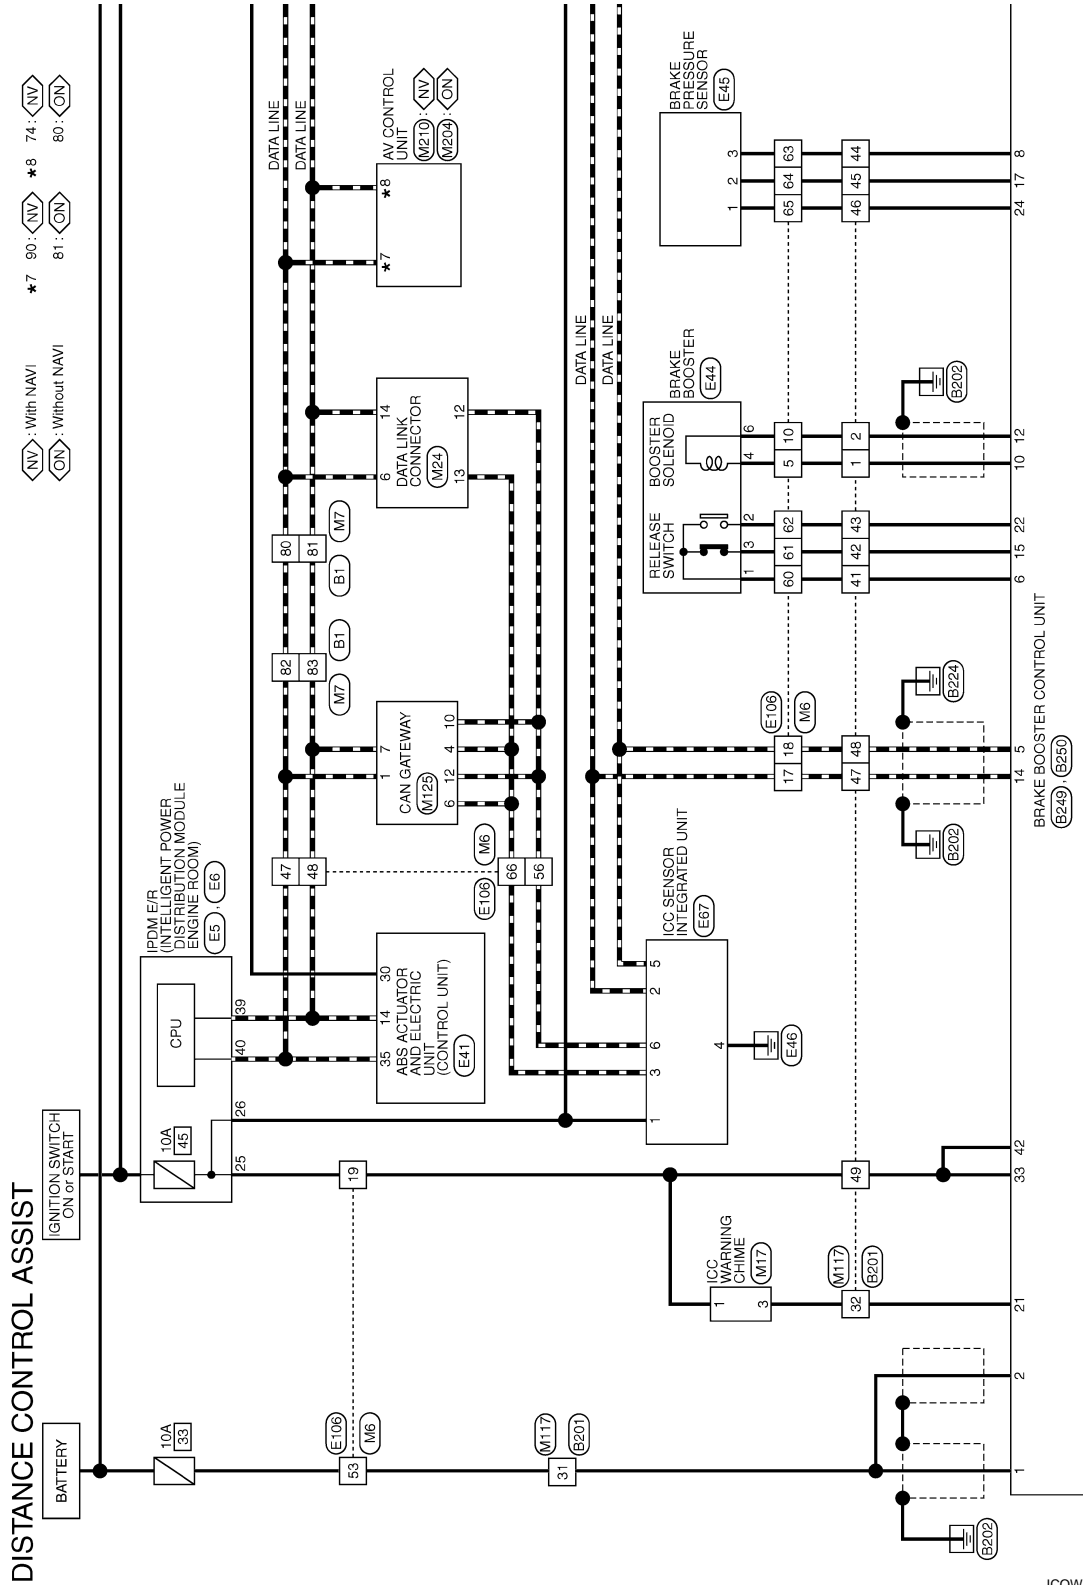 DISTANCE CONTROL ASSIST
NV : With NAVI
ON : Without NAVI
*7 90 : NV
81 : ON
*8 74 : NV
80 : ON
BATTERY
IGNITION SWITCH
ON or START
10A
33
10A
45
CPU
IPDM E/R
(INTELLIGENT POWER
DISTRIBUTION MODULE
ENGINE ROOM)
E5 , E6
25
26
40
39
DATA LINE
DATA LINE
53
E106
M6
19
35
14
30
ABS ACTUATOR
AND ELECTRIC
UNIT
(CONTROL UNIT)
E41
47
48
E106
M6
66
56
1
7
CAN GATEWAY
M125
6
12
4
10
82
83
M7
B1
80
81
B1
M7
6
14
DATA LINK
CONNECTOR
M24
13
12
*7
*8
AV CONTROL
UNIT
M210 : NV
M204 : ON
31
M117
B201
DATA LINE
DATA LINE
1
3
6
2
5
ICC SENSOR
INTEGRATED UNIT
E67
4
E46
ICC
WARNING
CHIME
M17
1
3
RELEASE
SWITCH
BOOSTER
SOLENOID
BRAKE
BOOSTER
E44
1
3
2
4
6
BRAKE
PRESSURE
SENSOR
E45
1
2
3
17
18
E106
M6
60
61
62
5
10
65
64
63
32
M117
B201
49
47
48
41
42
43
1
2
46
45
44
B202
B202
B224
B202
1
2
21
33
42
14
5
6
15
22
10
12
24
17
8
BRAKE BOOSTER CONTROL UNIT
B249 , B250